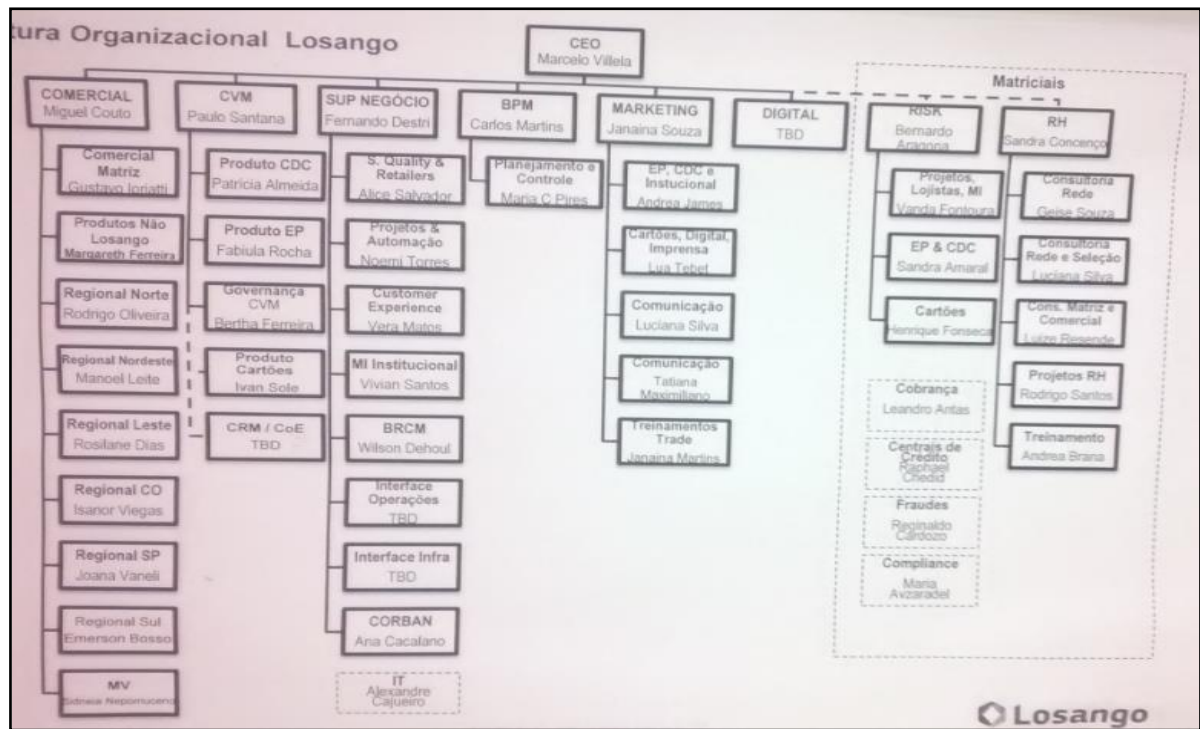 tura Organizacional Losango
CEO
Marcelo Villela
COMERCIAL
Miguel Couto
Comercial
Matriz
Gustavo Ioriatti
Produtos Não
Losango
Margareth Ferreira
Regional Norte
Rodrigo Oliveira
Regional Nordeste
Manoel Leite
Regional Leste
Rosilane Dias
Regional CO
Isanor Viegas
Regional SP
Joana Vaneli
Regional Sul
Emerson Bosso
MV
Sidneia Nepomuceno
CVM
Paulo Santana
Produto CDC
Patricia Almeida
Produto EP
Fabiula Rocha
Governança
CVM
Bertha Ferreira
Produto
Cartões
Ivan Sole
CRM / CoE
TBD
SUP NEGÓCIO
Fernando Destri
S. Quality &
Retailers
Alice Salvador
Projetos &
Automação
Noemi Torres
Customer
Experience
Vera Matos
MI Institucional
Vivian Santos
BRCM
Wilson Dehoul
Interface
Operações
TBD
Interface Infra
TBD
CORBAN
Ana Cacalano
IT
Alexandre
Cajueiro
BPM
Carlos Martins
Planejamento e
Controle
Maria C Pires
MARKETING
Janaina Souza
EP, CDC e
Instucional
Andrea James
Cartões, Digital,
Imprensa
Lua Tebet
Comunicação
Luciana Silva
Comunicação
Tatiana
Maximiliano
Treinamentos
Trade
Janaina Martins
DIGITAL
TBD
Matriciais
RISK
Bernardo
Aragona
Projetos,
Lojistas, MI
Vanda Fontoura
EP & CDC
Sandra Amaral
Cartões
Henrique Fonseca
Cobrança
Leandro Antas
Centrais de
Crédito
Raphael
Chedid
Fraudes
Reginaldo
Cardozo
Compliance
Maria
Avzaradel
RH
Sandra Concenço
Consultoria
Rede
Geise Souza
Consultoria
Rede e Seleção
Luciana Silva
Cons. Matriz e
Comercial
Luize Resende
Projetos RH
Rodrigo Santos
Treinamento
Andrea Brana
Losango